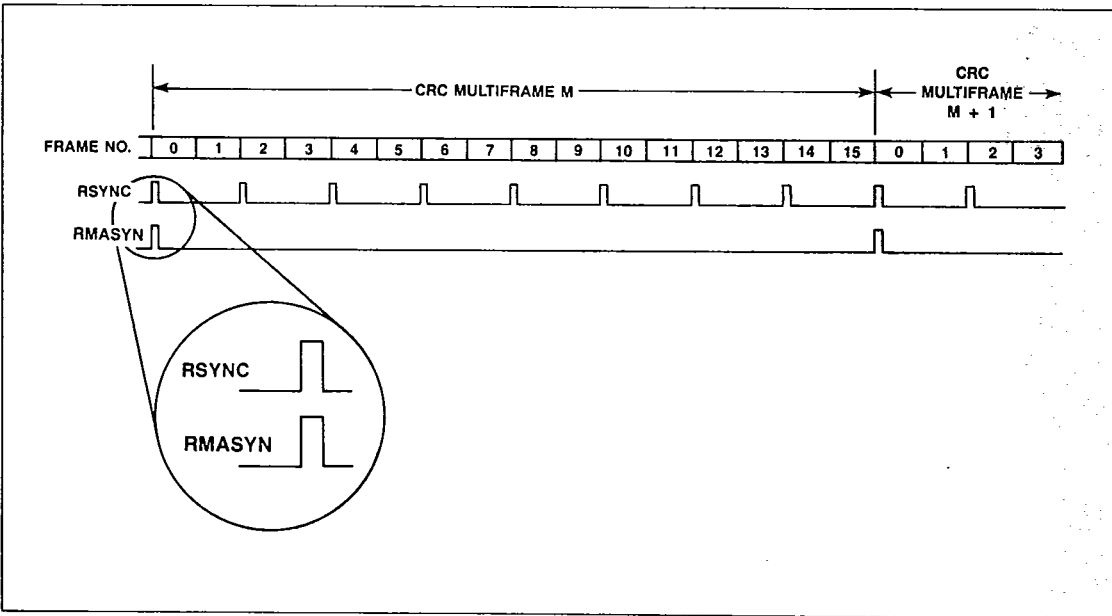 CRC MULTIFRAME M
CRC
MULTIFRAME
M + 1
FRAME NO. 0 1 2 3 4 5 6 7 8 9 10 11 12 13 14 15 0 1 2 3
RSYNC
RMASYN
RSYNC
RMASYN